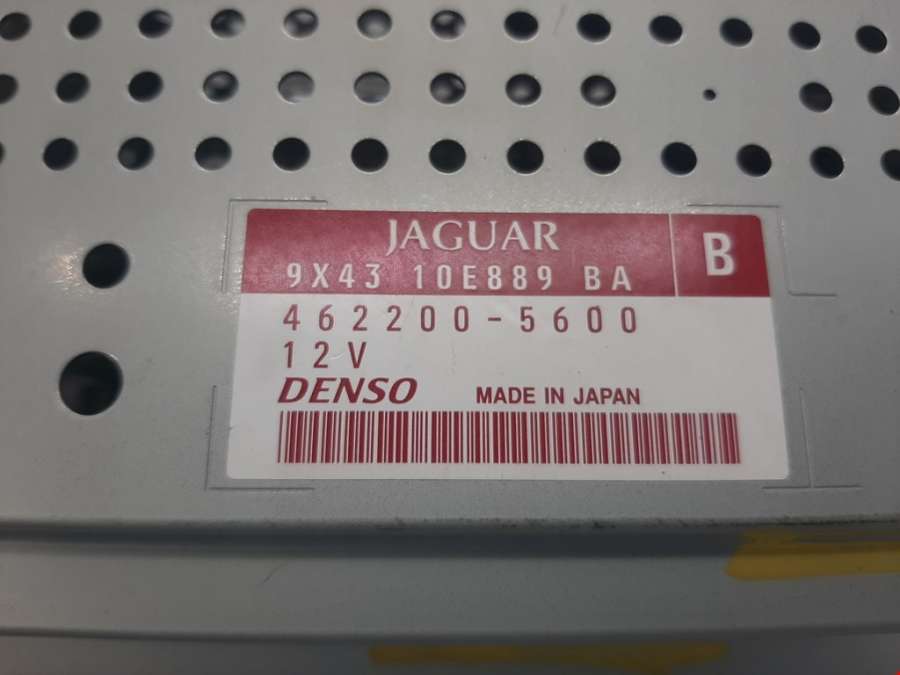 JAGUAR
9X43 10E889 BA
B
462200-5600
12V
DENSO MADE IN JAPAN